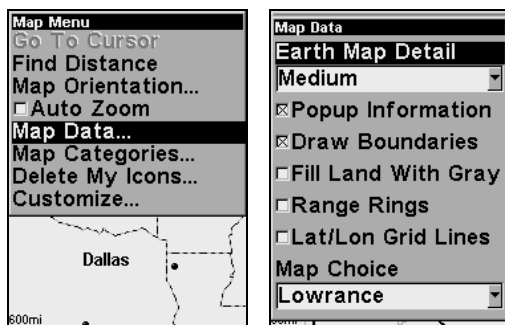 Map Menu
Go To Cursor
Find Distance
Map Orientation...
Auto Zoom
Map Data...
Map Categories...
Delete My Icons...
Customize...
Dallas
600mi
Map Data
Earth Map Detail
Medium
Popup Information
Draw Boundaries
Fill Land With Gray
Range Rings
Lat/Lon Grid Lines
Map Choice
Lowrance